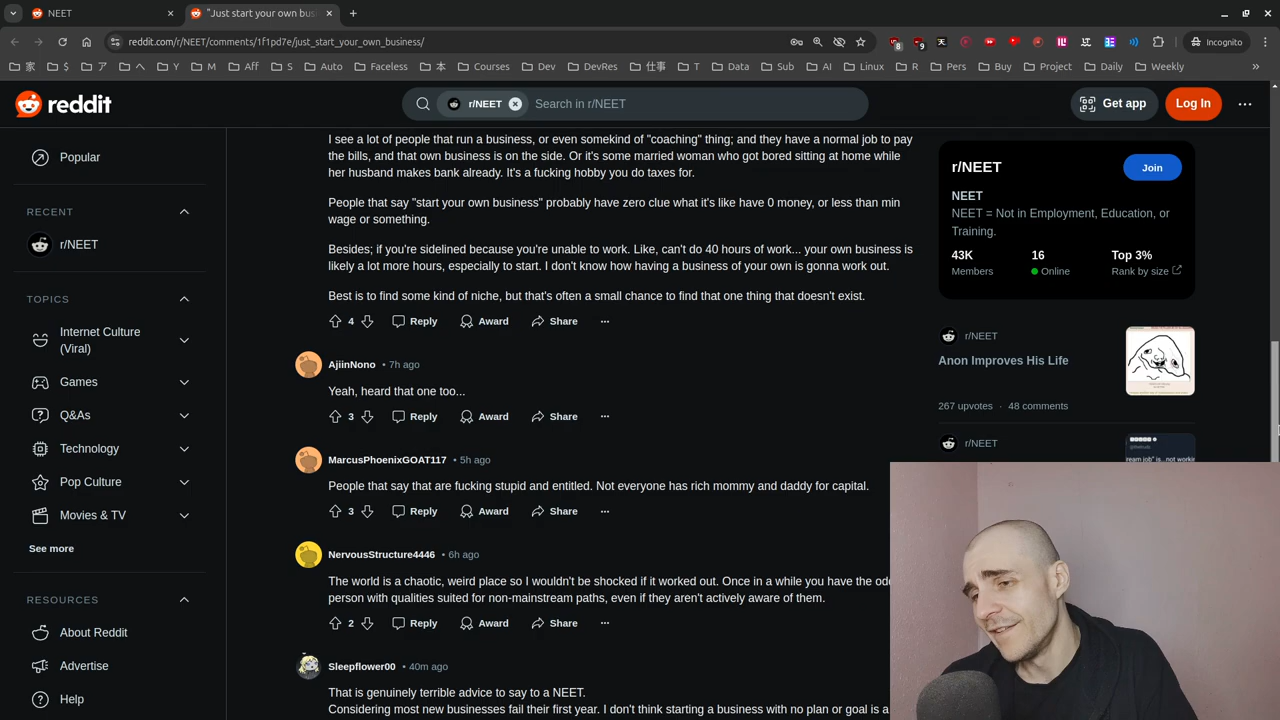 NEET
"Just start your own busi
reddit.com/r/NEET/comments/1f1pd7e/just_start_your_own_business/
8
9
Incognito
家
$
ア
へ
Y
M
Aff
S
Auto
Faceless
本
Courses
Dev
DevRes
仕事
T
Data
Sub
AI
Linux
R
Pers
Buy
Project
Daily
Weekly
reddit
r/NEET
Search in r/NEET
Get app
Log In
Popular
RECENT
r/NEET
TOPICS
Internet Culture
(Viral)
Games
Q&As
Technology
Pop Culture
Movies & TV
See more
RESOURCES
About Reddit
Advertise
Help
I see a lot of people that run a business, or even somekind of "coaching" thing; and they have a normal job to pay
the bills, and that own business is on the side. Or it's some married woman who got bored sitting at home while
her husband makes bank already. It's a fucking hobby you do taxes for.
People that say "start your own business" probably have zero clue what it's like have 0 money, or less than min
wage or something.
Besides; if you're sidelined because you're unable to work. Like, can't do 40 hours of work... your own business is
likely a lot more hours, especially to start. I don't know how having a business of your own is gonna work out.
Best is to find some kind of niche, but that's often a small chance to find that one thing that doesn't exist.
4 Reply Award Share
AjiinNono • 7h ago
Yeah, heard that one too...
3 Reply Award Share
MarcusPhoenixGOAT117 • 5h ago
People that say that are fucking stupid and entitled. Not everyone has rich mommy and daddy for capital.
3 Reply Award Share
NervousStructure4446 • 6h ago
The world is a chaotic, weird place so I wouldn't be shocked if it worked out. Once in a while you have the
person with qualities suited for non-mainstream paths, even if they aren't actively aware of them.
2 Reply Award Share
Sleepflower00 • 40m ago
That is genuinely terrible advice to say to a NEET.
Considering most new businesses fail their first year. I don't think starting a business with no plan or goal is a
r/NEET
Join
NEET
NEET = Not in Employment, Education, or
Training.
43K 16 Top 3%
Members Online Rank by size
r/NEET
Anon Improves His Life
267 upvotes • 48 comments
r/NEET